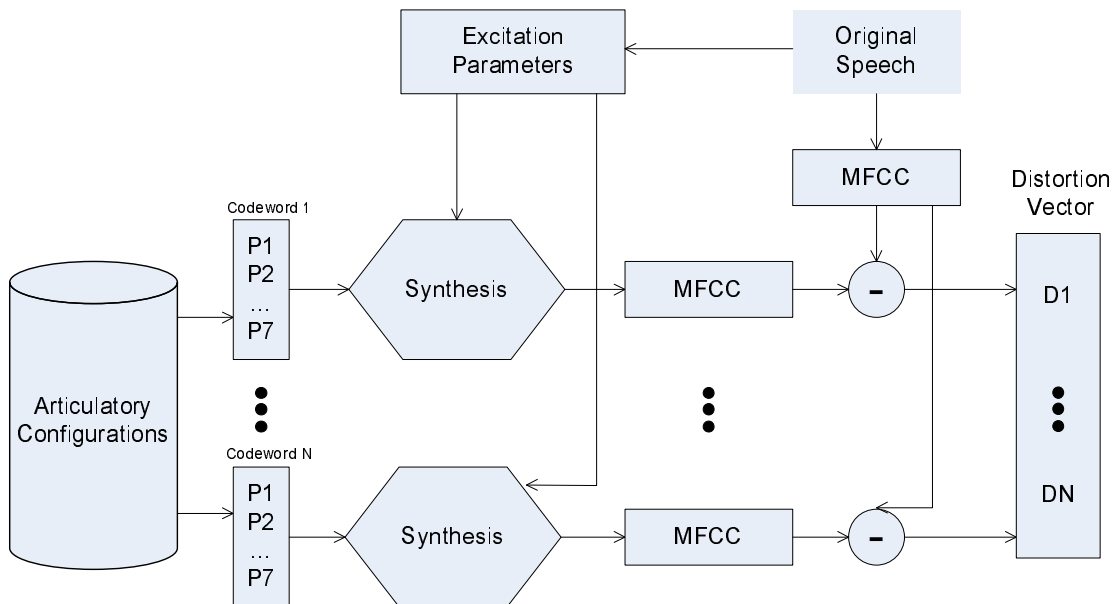 Excitation
Parameters
Original
Speech
MFCC
Distortion
Vector
Codeword 1
P1
P2
...
P7
Synthesis
MFCC
-
D1
Articulatory
Configurations
Codeword N
P1
P2
...
P7
Synthesis
MFCC
-
DN